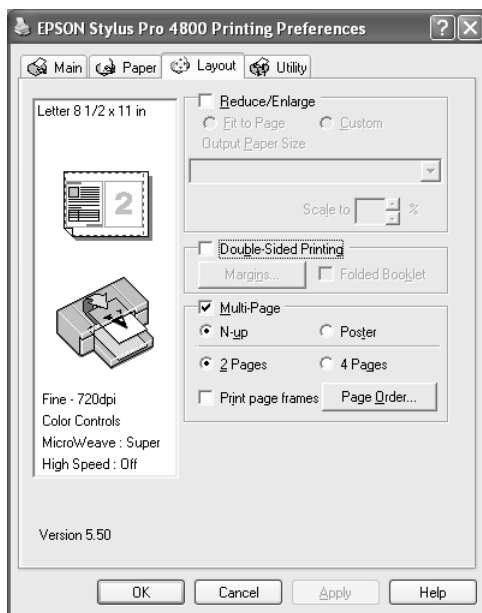 EPSON Stylus Pro 4800 Printing Preferences
Main Paper Layout Utility
Letter 8 1/2 x 11 in
2
Fine - 720dpi
Color Controls
MicroWeave : Super
High Speed : Off
Version 5.50
Reduce/Enlarge
Fit to Page Custom
Output Paper Size
Scale to %
Double-Sided Printing
Margins... Folded Booklet
Multi-Page
N-up Poster
2 Pages 4 Pages
Print page frames Page Order...
OK Cancel Apply Help